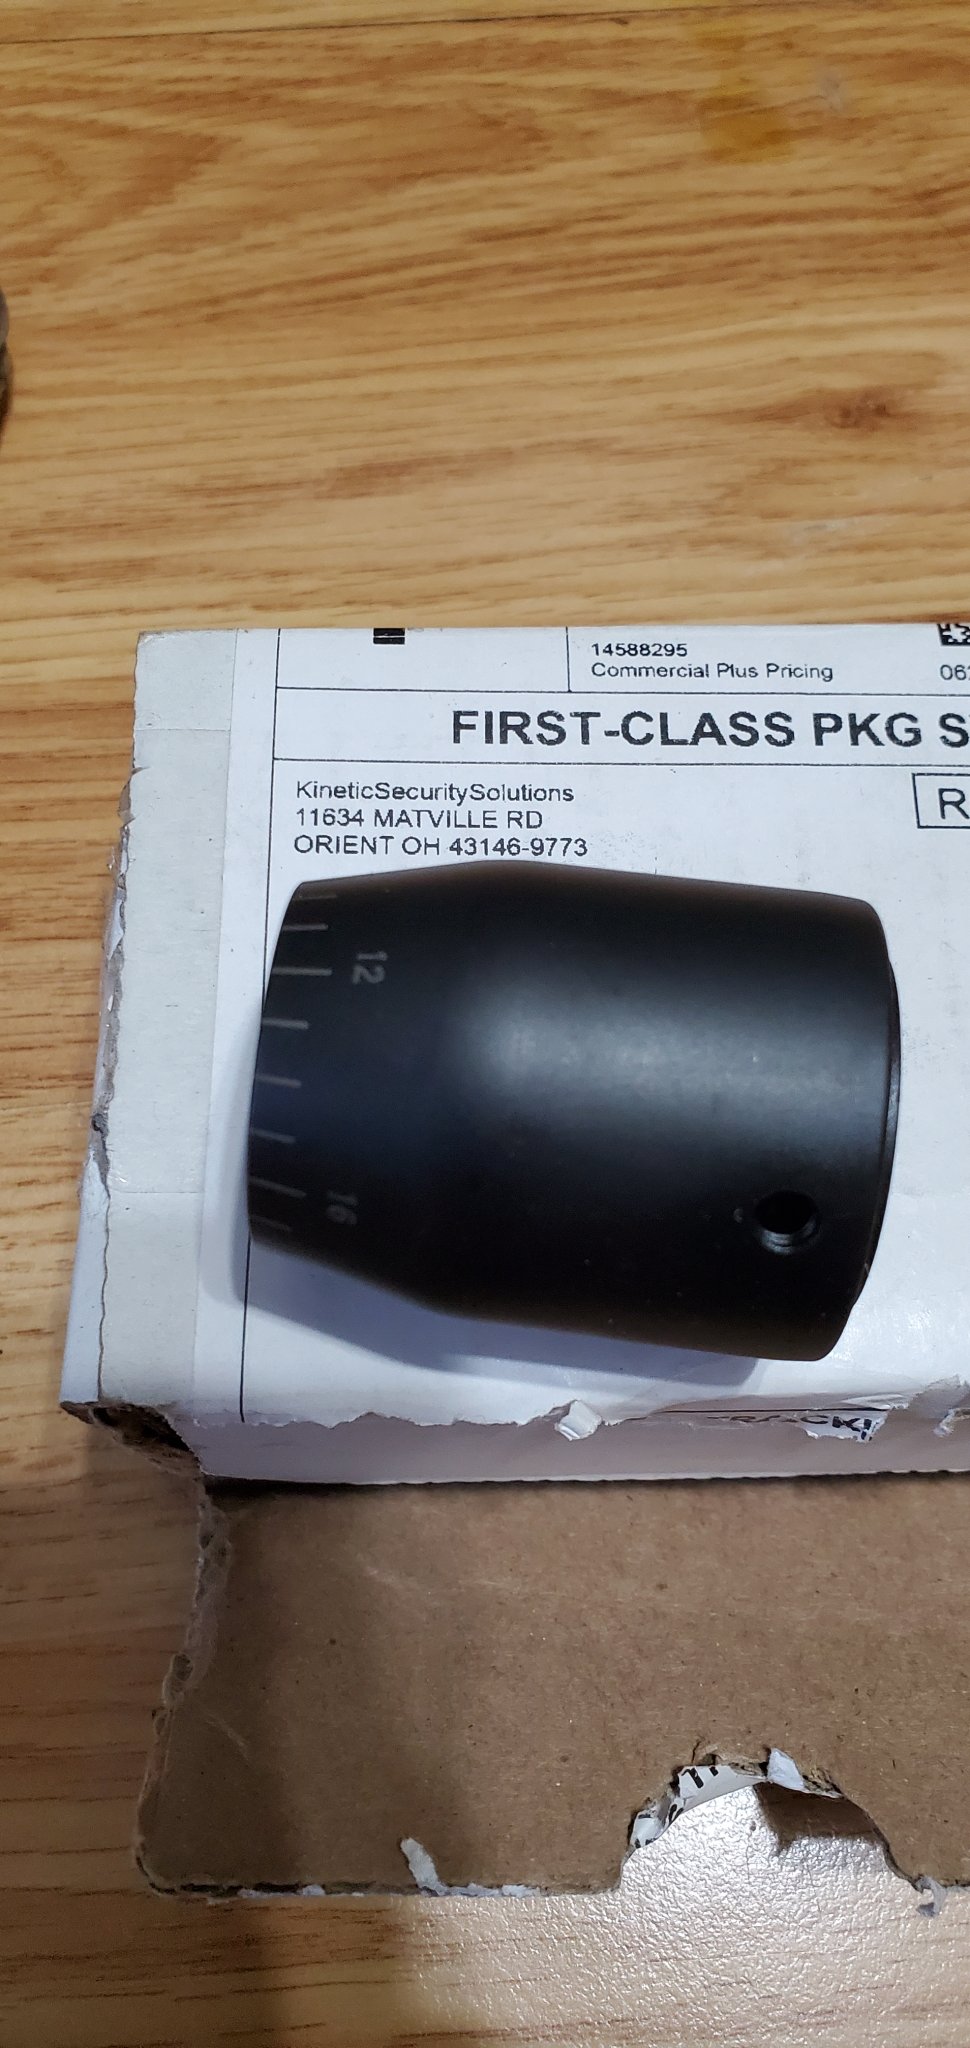 14588295
Commercial Plus Pricing
FIRST-CLASS PKG
KineticSecuritySolutions
11634 MATVILLE RD
ORIENT OH 43146-9773
R
12
16